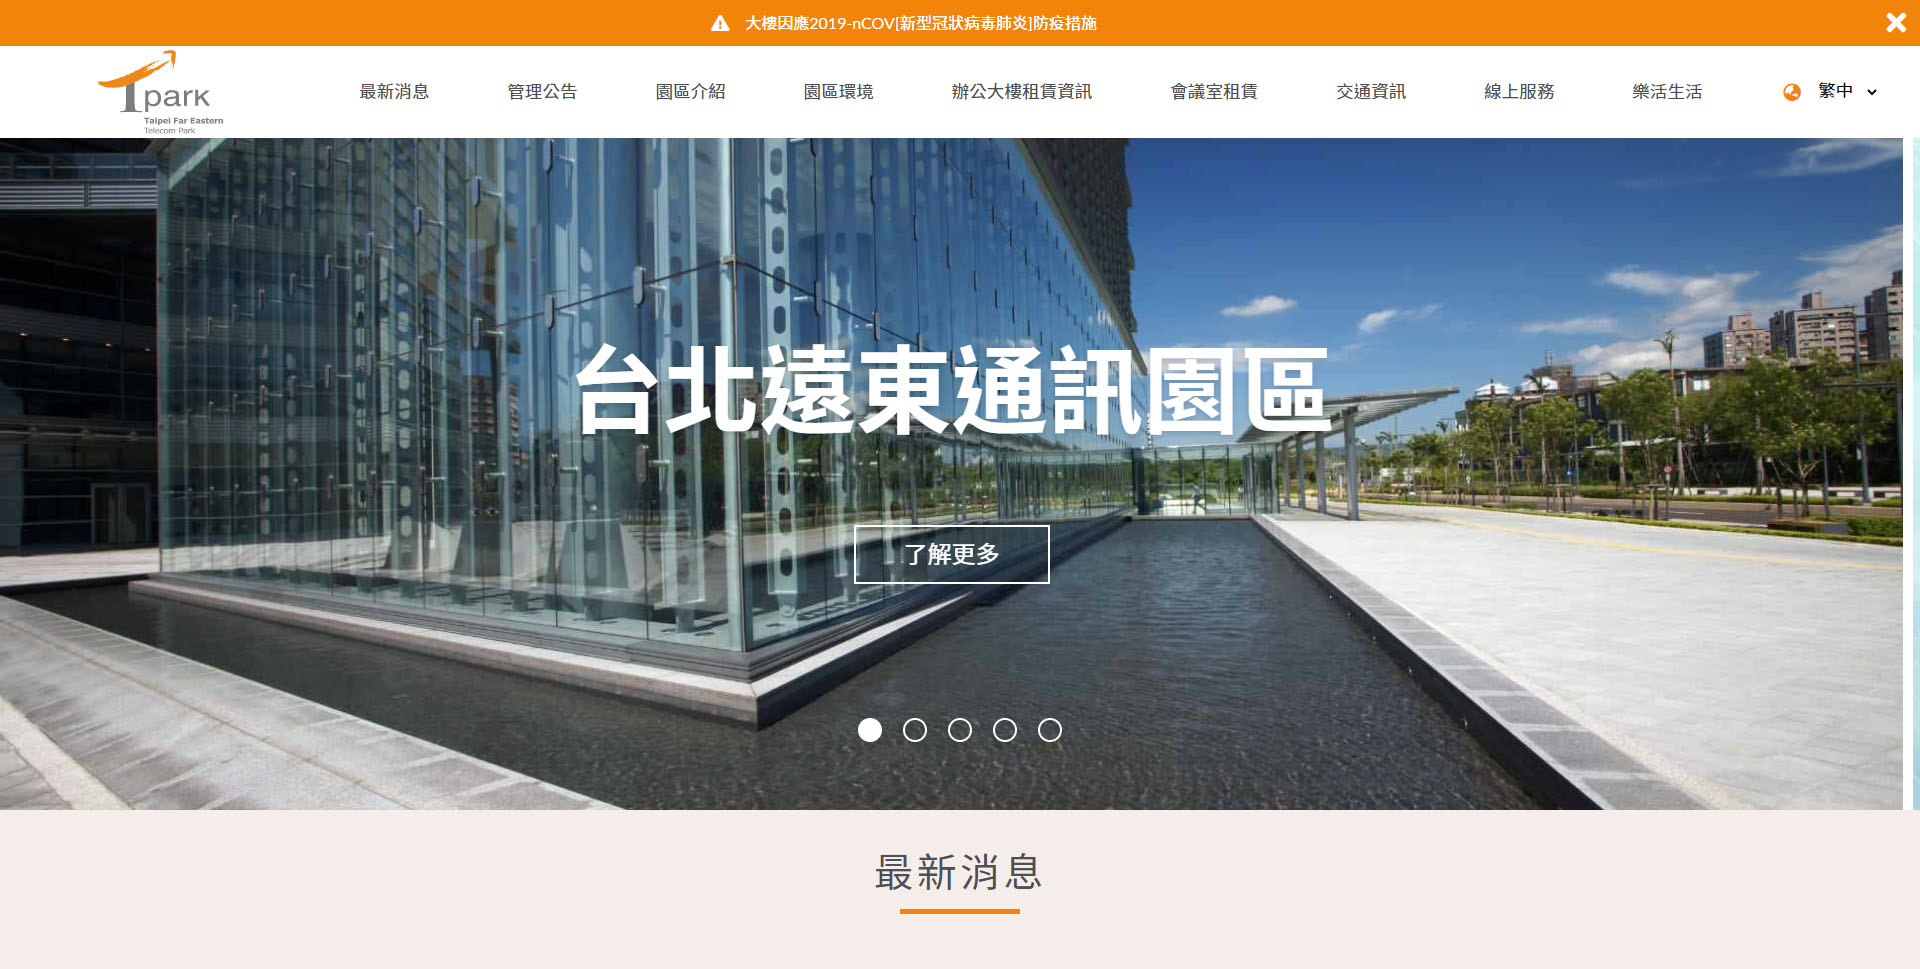 大樓因應2019-nCOV[新型冠狀病毒肺炎]防疫措施
Tpark
Taipei Far Eastern
Telecom Park
最新消息
管理公告
園區介紹
園區環境
辦公大樓租賃資訊
會議室租賃
交通資訊
線上服務
樂活生活
繁中
台北遠東通訊園區
了解更多
最新消息